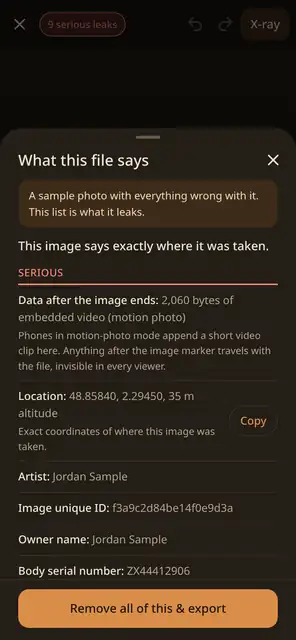 9 serious leaks
X-ray
What this file says
A sample photo with everything wrong with it.
This list is what it leaks.
This image says exactly where it was taken.
SERIOUS
Data after the image ends: 2,060 bytes of
embedded video (motion photo)
Phones in motion-photo mode append a short video
clip here. Anything after the image marker travels with
the file, invisible in every viewer.
Location: 48.85840, 2.29450, 35 m
altitude
Copy
Exact coordinates of where this image was
taken.
Artist: Jordan Sample
Image unique ID: f3a9c2d84be14f0e9d3a
Owner name: Jordan Sample
Body serial number: ZX44412906
Remove all of this & export